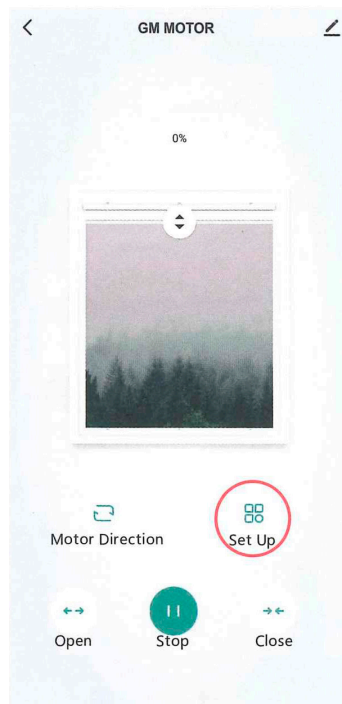 GM MOTOR
0%
Motor Direction
Set Up
Open
Stop
Close